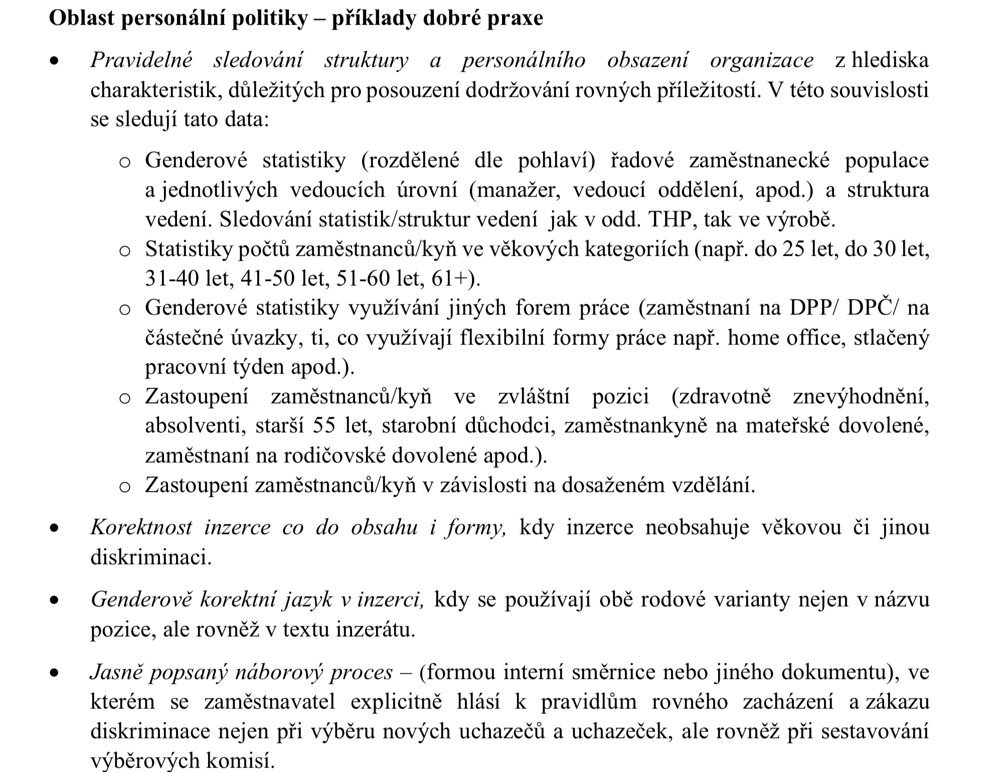 Oblast personální politiky – příklady dobré praxe
• Pravidelné sledování struktury a personálního obsazení organizace z hlediska
charakteristik, důležitých pro posouzení dodržování rovných příležitostí. V této souvislosti
se sledují tato data:
o Genderové statistiky (rozdělené dle pohlaví) řadové zaměstnanecké populace
a jednotlivých vedoucích úrovní (manažer, vedoucí oddělení, apod.) a struktura
vedení. Sledování statistik/struktur vedení  jak v odd. THP, tak ve výrobě.
o Statistiky počtů zaměstnanců/kyň ve věkových kategoriích (např. do 25 let, do 30 let,
31-40 let, 41-50 let, 51-60 let, 61+).
o Genderové statistiky využívání jiných forem práce (zaměstnaní na DPP/ DPČ/ na
částečné úvazky, ti, co využívají flexibilní formy práce např. home office, stlačený
pracovní týden apod.).
o Zastoupení zaměstnanců/kyň ve zvláštní pozici (zdravotně znevýhodnění,
absolventi, starší 55 let, starobní důchodci, zaměstnankyně na mateřské dovolené,
zaměstnaní na rodičovské dovolené apod.).
o Zastoupení zaměstnanců/kyň v závislosti na dosaženém vzdělání.
• Korektnost inzerce co do obsahu i formy, kdy inzerce neobsahuje věkovou či jinou
diskriminaci.
• Genderově korektní jazyk v inzerci, kdy se používají obě rodové varianty nejen v názvu
pozice, ale rovněž v textu inzerátu.
• Jasně popsaný náborový proces – (formou interní směrnice nebo jiného dokumentu), ve
kterém se zaměstnavatel explicitně hlásí k pravidlům rovného zacházení a zákazu
diskriminace nejen při výběru nových uchazečů a uchazeček, ale rovněž při sestavování
výběrových komisí.